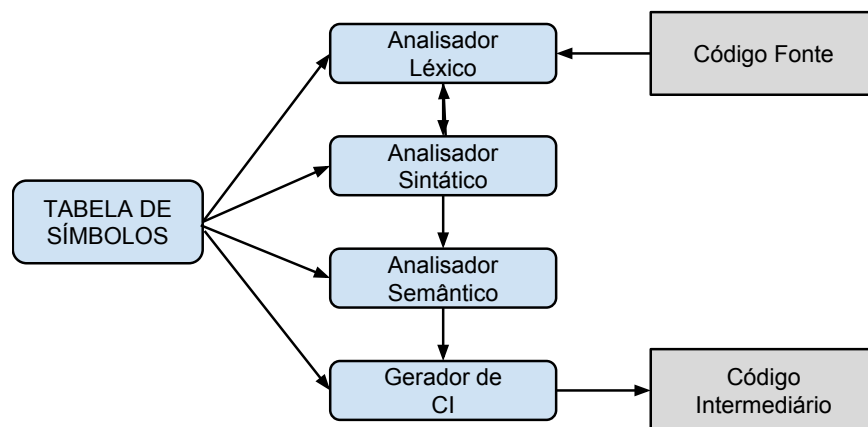 Analisador
Léxico
Código Fonte
Analisador
Sintático
TABELA DE
SÍMBOLOS
Analisador
Semântico
Gerador de
CI
Código
Intermediário